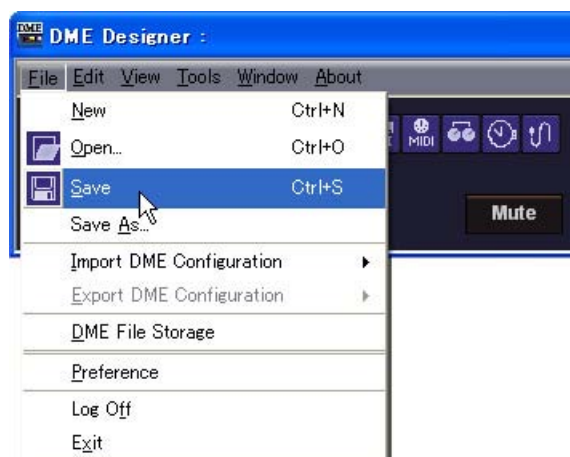 DME DME Designer :
File Edit View Tools Window About
New Ctrl+N
Open... Ctrl+O
MIDI
Save Ctrl+S
Save As...
Mute
Import DME Configuration
Export DME Configuration
DME File Storage
Preference
Log Off
Exit